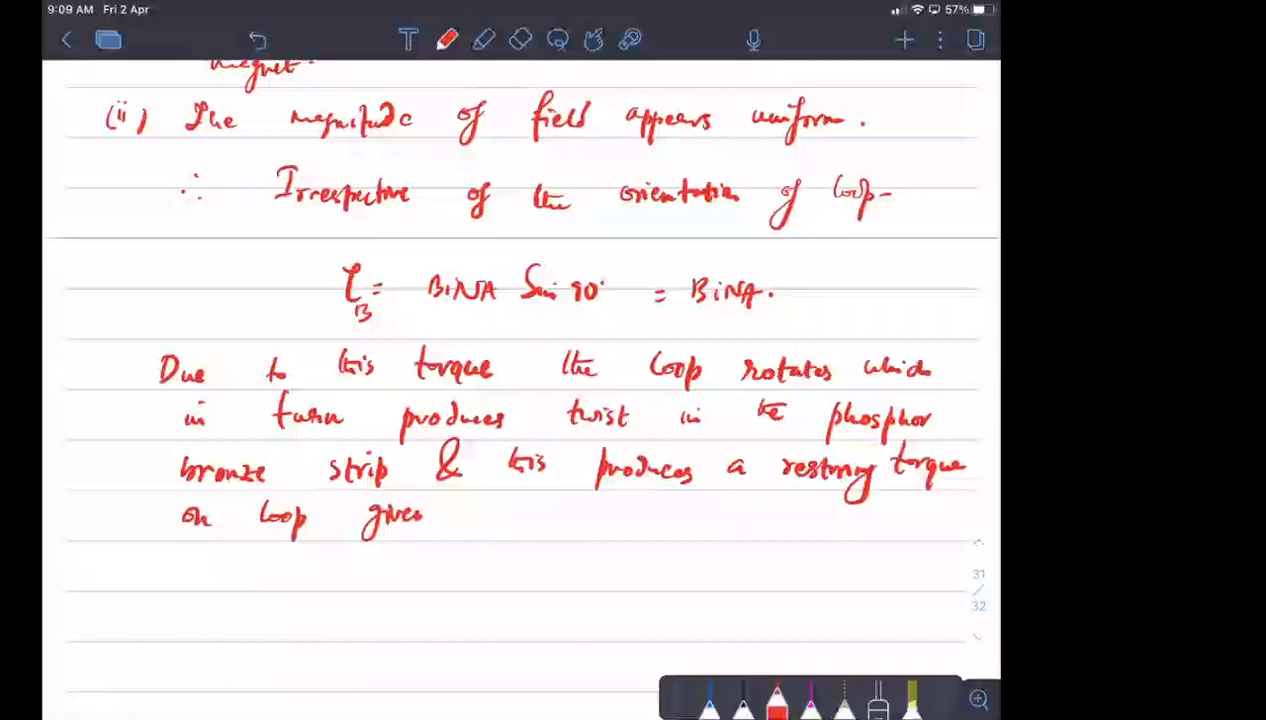 9:09 AM Fri 2 Apr 57%
magnet.
(ii) The magnitude of field appears uniform.
∴ Irrespective of the orientation of loop-
τB = BiNA Sin 90° = BiNA.
Due to this torque the loop rotates which
in turn produces twist in the phosphor
bronze strip & this produces a restoring torque
on loop given
31
/
32